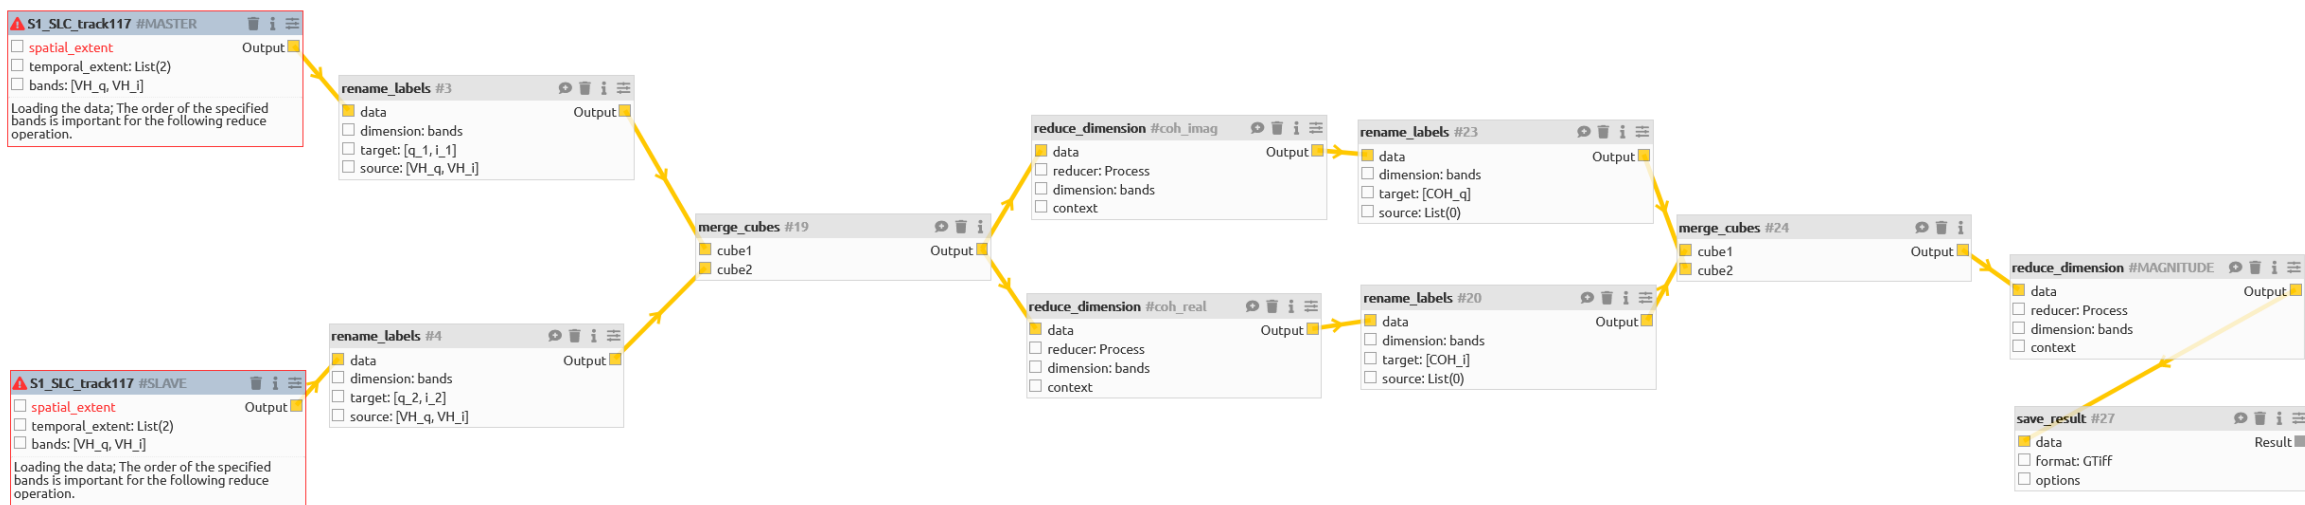 S1_SLC_track117 #MASTER
spatial_extent Output
temporal_extent: List(2)
bands: [VH_q, VH_i]
Loading the data; The order of the specified
bands is important for the following reduce
operation.
rename_labels #3
data Output
dimension: bands
target: [q_1, i_1]
source: [VH_q, VH_i]
S1_SLC_track117 #SLAVE
spatial_extent Output
temporal_extent: List(2)
bands: [VH_q, VH_i]
Loading the data; The order of the specified
bands is important for the following reduce
operation.
rename_labels #4
data Output
dimension: bands
target: [q_2, i_2]
source: [VH_q, VH_i]
merge_cubes #19
cube1 Output
cube2
reduce_dimension #coh_imag
data Output
reducer: Process
dimension: bands
context
rename_labels #23
data Output
dimension: bands
target: [COH_q]
source: List(0)
reduce_dimension #coh_real
data Output
reducer: Process
dimension: bands
context
rename_labels #20
data Output
dimension: bands
target: [COH_i]
source: List(0)
merge_cubes #24
cube1 Output
cube2
reduce_dimension #MAGNITUDE
data Output
reducer: Process
dimension: bands
context
save_result #27
data Result
format: GTiff
options